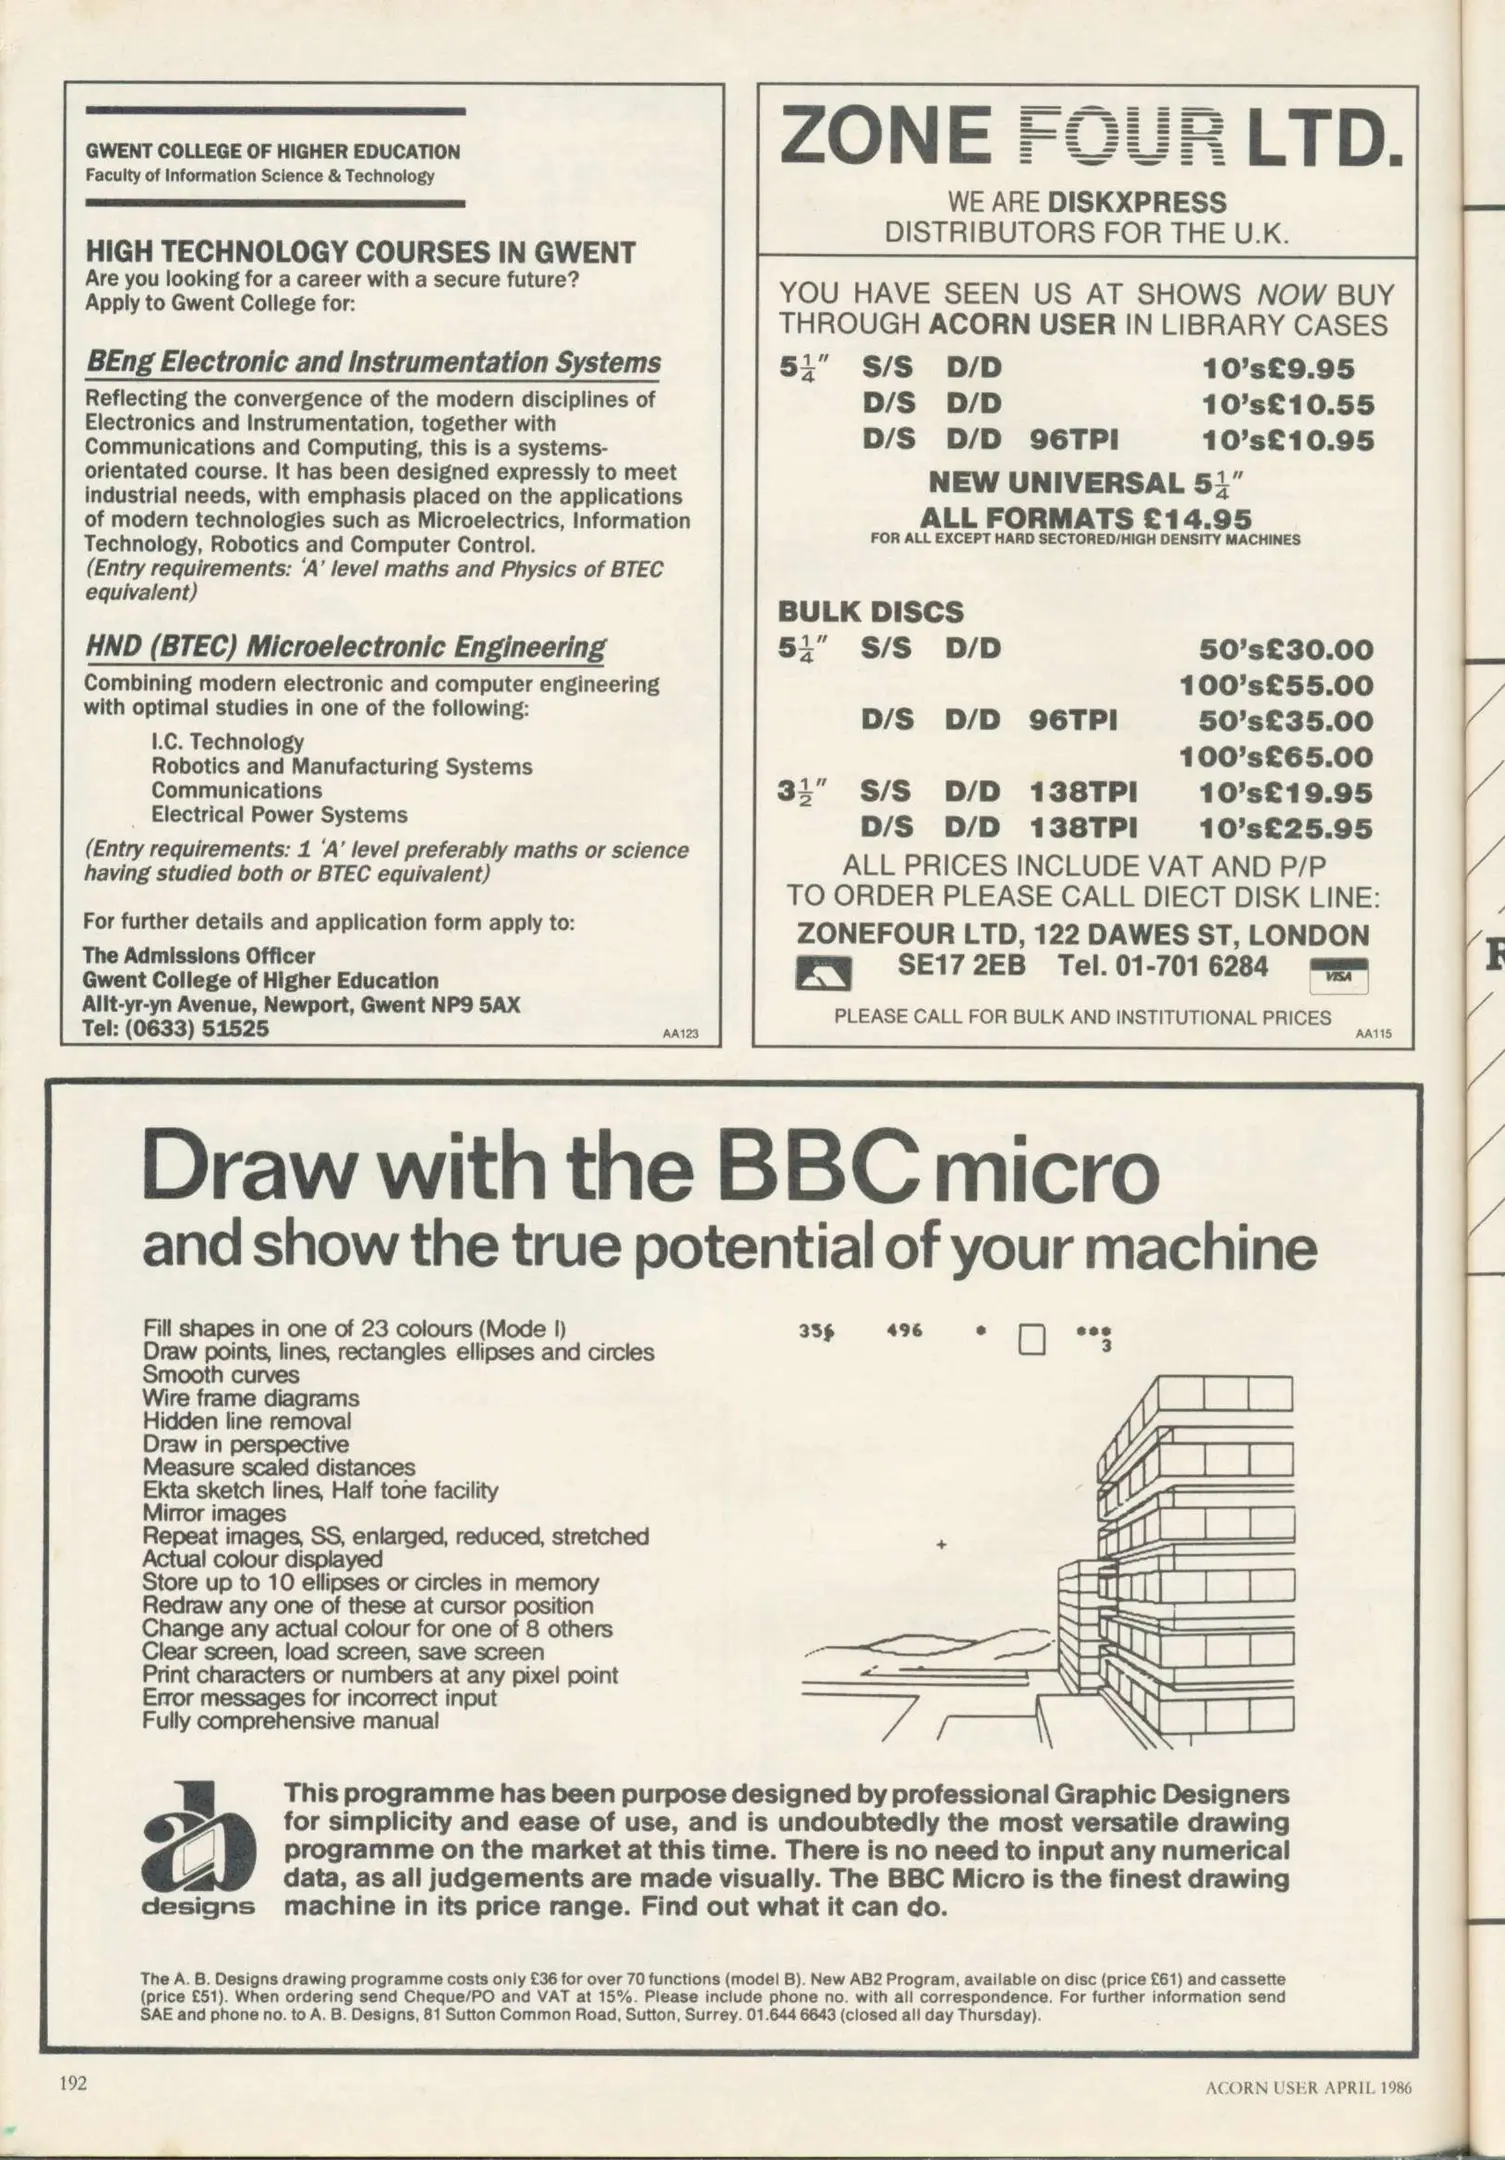 GWENT COLLEGE OF HIGHER EDUCATION
Faculty of Information Science & Technology
HIGH TECHNOLOGY COURSES IN GWENT
Are you looking for a career with a secure future?
Apply to Gwent College for:
BEng Electronic and Instrumentation Systems
Reflecting the convergence of the modern disciplines of
Electronics and Instrumentation, together with
Communications and Computing, this is a systems-
orientated course. It has been designed expressly to meet
industrial needs, with emphasis placed on the applications
of modern technologies such as Microelectrics, Information
Technology, Robotics and Computer Control.
(Entry requirements: 'A' level maths and Physics of BTEC
equivalent)
HND (BTEC) Microelectronic Engineering
Combining modern electronic and computer engineering
with optimal studies in one of the following:
I.C. Technology
Robotics and Manufacturing Systems
Communications
Electrical Power Systems
(Entry requirements: 1 'A' level preferably maths or science
having studied both or BTEC equivalent)
For further details and application form apply to:
The Admissions Officer
Gwent College of Higher Education
Allt-yr-yn Avenue, Newport, Gwent NP9 5AX
Tel: (0633) 51525
AA123
ZONE FOUR LTD.
WE ARE DISKXPRESS
DISTRIBUTORS FOR THE U.K.
YOU HAVE SEEN US AT SHOWS NOW BUY
THROUGH ACORN USER IN LIBRARY CASES
5¼" S/S D/D 10's£9.95
D/S D/D 10's£10.55
D/S D/D 96TPI 10's£10.95
NEW UNIVERSAL 5¼"
ALL FORMATS £14.95
FOR ALL EXCEPT HARD SECTORED/HIGH DENSITY MACHINES
BULK DISCS
5¼" S/S D/D 50's£30.00
100's£55.00
D/S D/D 96TPI 50's£35.00
100's£65.00
3½" S/S D/D 138TPI 10's£19.95
D/S D/D 138TPI 10's£25.95
ALL PRICES INCLUDE VAT AND P/P
TO ORDER PLEASE CALL DIECT DISK LINE:
ZONEFOUR LTD, 122 DAWES ST, LONDON
SE17 2EB Tel. 01-701 6284
VISA
PLEASE CALL FOR BULK AND INSTITUTIONAL PRICES
AA115
Draw with the BBC micro
and show the true potential of your machine
Fill shapes in one of 23 colours (Mode I)
Draw points, lines, rectangles ellipses and circles
Smooth curves
Wire frame diagrams
Hidden line removal
Draw in perspective
Measure scaled distances
Ekta sketch lines, Half tone facility
Mirror images
Repeat images, SS, enlarged, reduced, stretched
Actual colour displayed
Store up to 10 ellipses or circles in memory
Redraw any one of these at cursor position
Change any actual colour for one of 8 others
Clear screen, load screen, save screen
Print characters or numbers at any pixel point
Error messages for incorrect input
Fully comprehensive manual
496
3
ab
designs
This programme has been purpose designed by professional Graphic Designers
for simplicity and ease of use, and is undoubtedly the most versatile drawing
programme on the market at this time. There is no need to input any numerical
data, as all judgements are made visually. The BBC Micro is the finest drawing
machine in its price range. Find out what it can do.
The A. B. Designs drawing programme costs only £36 for over 70 functions (model B). New AB2 Program, available on disc (price £61) and cassette
(price £51). When ordering send Cheque/PO and VAT at 15%. Please include phone no. with all correspondence. For further information send
SAE and phone no. to A. B. Designs, 81 Sutton Common Road, Sutton, Surrey. 01.644 6643 (closed all day Thursday).
192
ACORN USER APRIL 1986